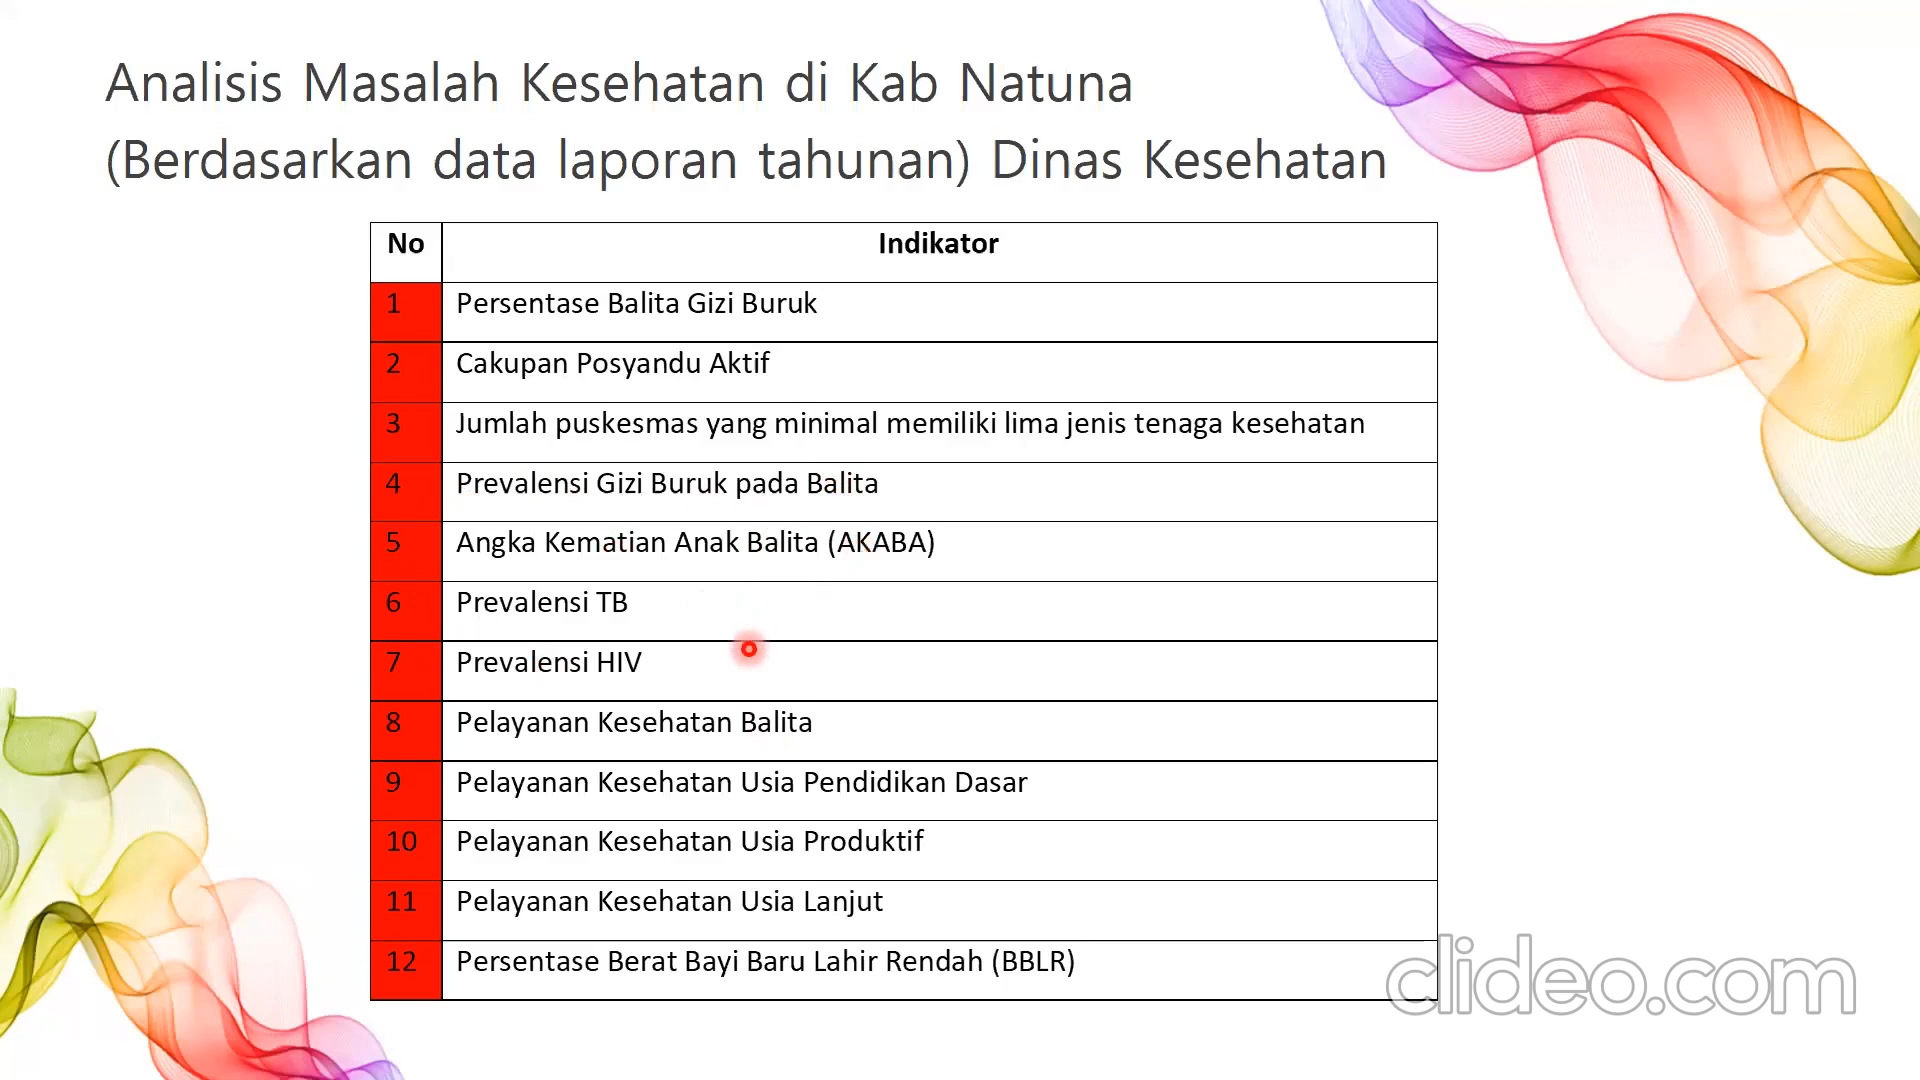 Analisis Masalah Kesehatan di Kab Natuna
(Berdasarkan data laporan tahunan) Dinas Kesehatan
No Indikator
1 Persentase Balita Gizi Buruk
2 Cakupan Posyandu Aktif
3 Jumlah puskesmas yang minimal memiliki lima jenis tenaga kesehatan
4 Prevalensi Gizi Buruk pada Balita
5 Angka Kematian Anak Balita (AKABA)
6 Prevalensi TB
7 Prevalensi HIV
8 Pelayanan Kesehatan Balita
9 Pelayanan Kesehatan Usia Pendidikan Dasar
10 Pelayanan Kesehatan Usia Produktif
11 Pelayanan Kesehatan Usia Lanjut
12 Persentase Berat Bayi Baru Lahir Rendah (BBLR)
clideo.com